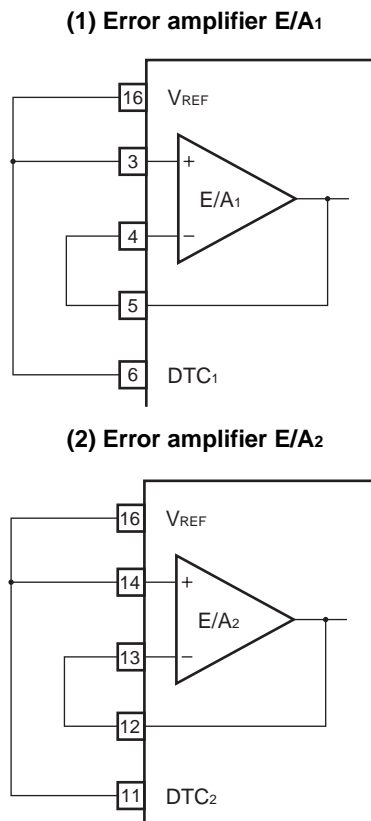 (1) Error amplifier E/A1
16 VREF
3 +
E/A1
4 −
5
6 DTC1
(2) Error amplifier E/A2
16 VREF
14 +
E/A2
13 −
12
11 DTC2